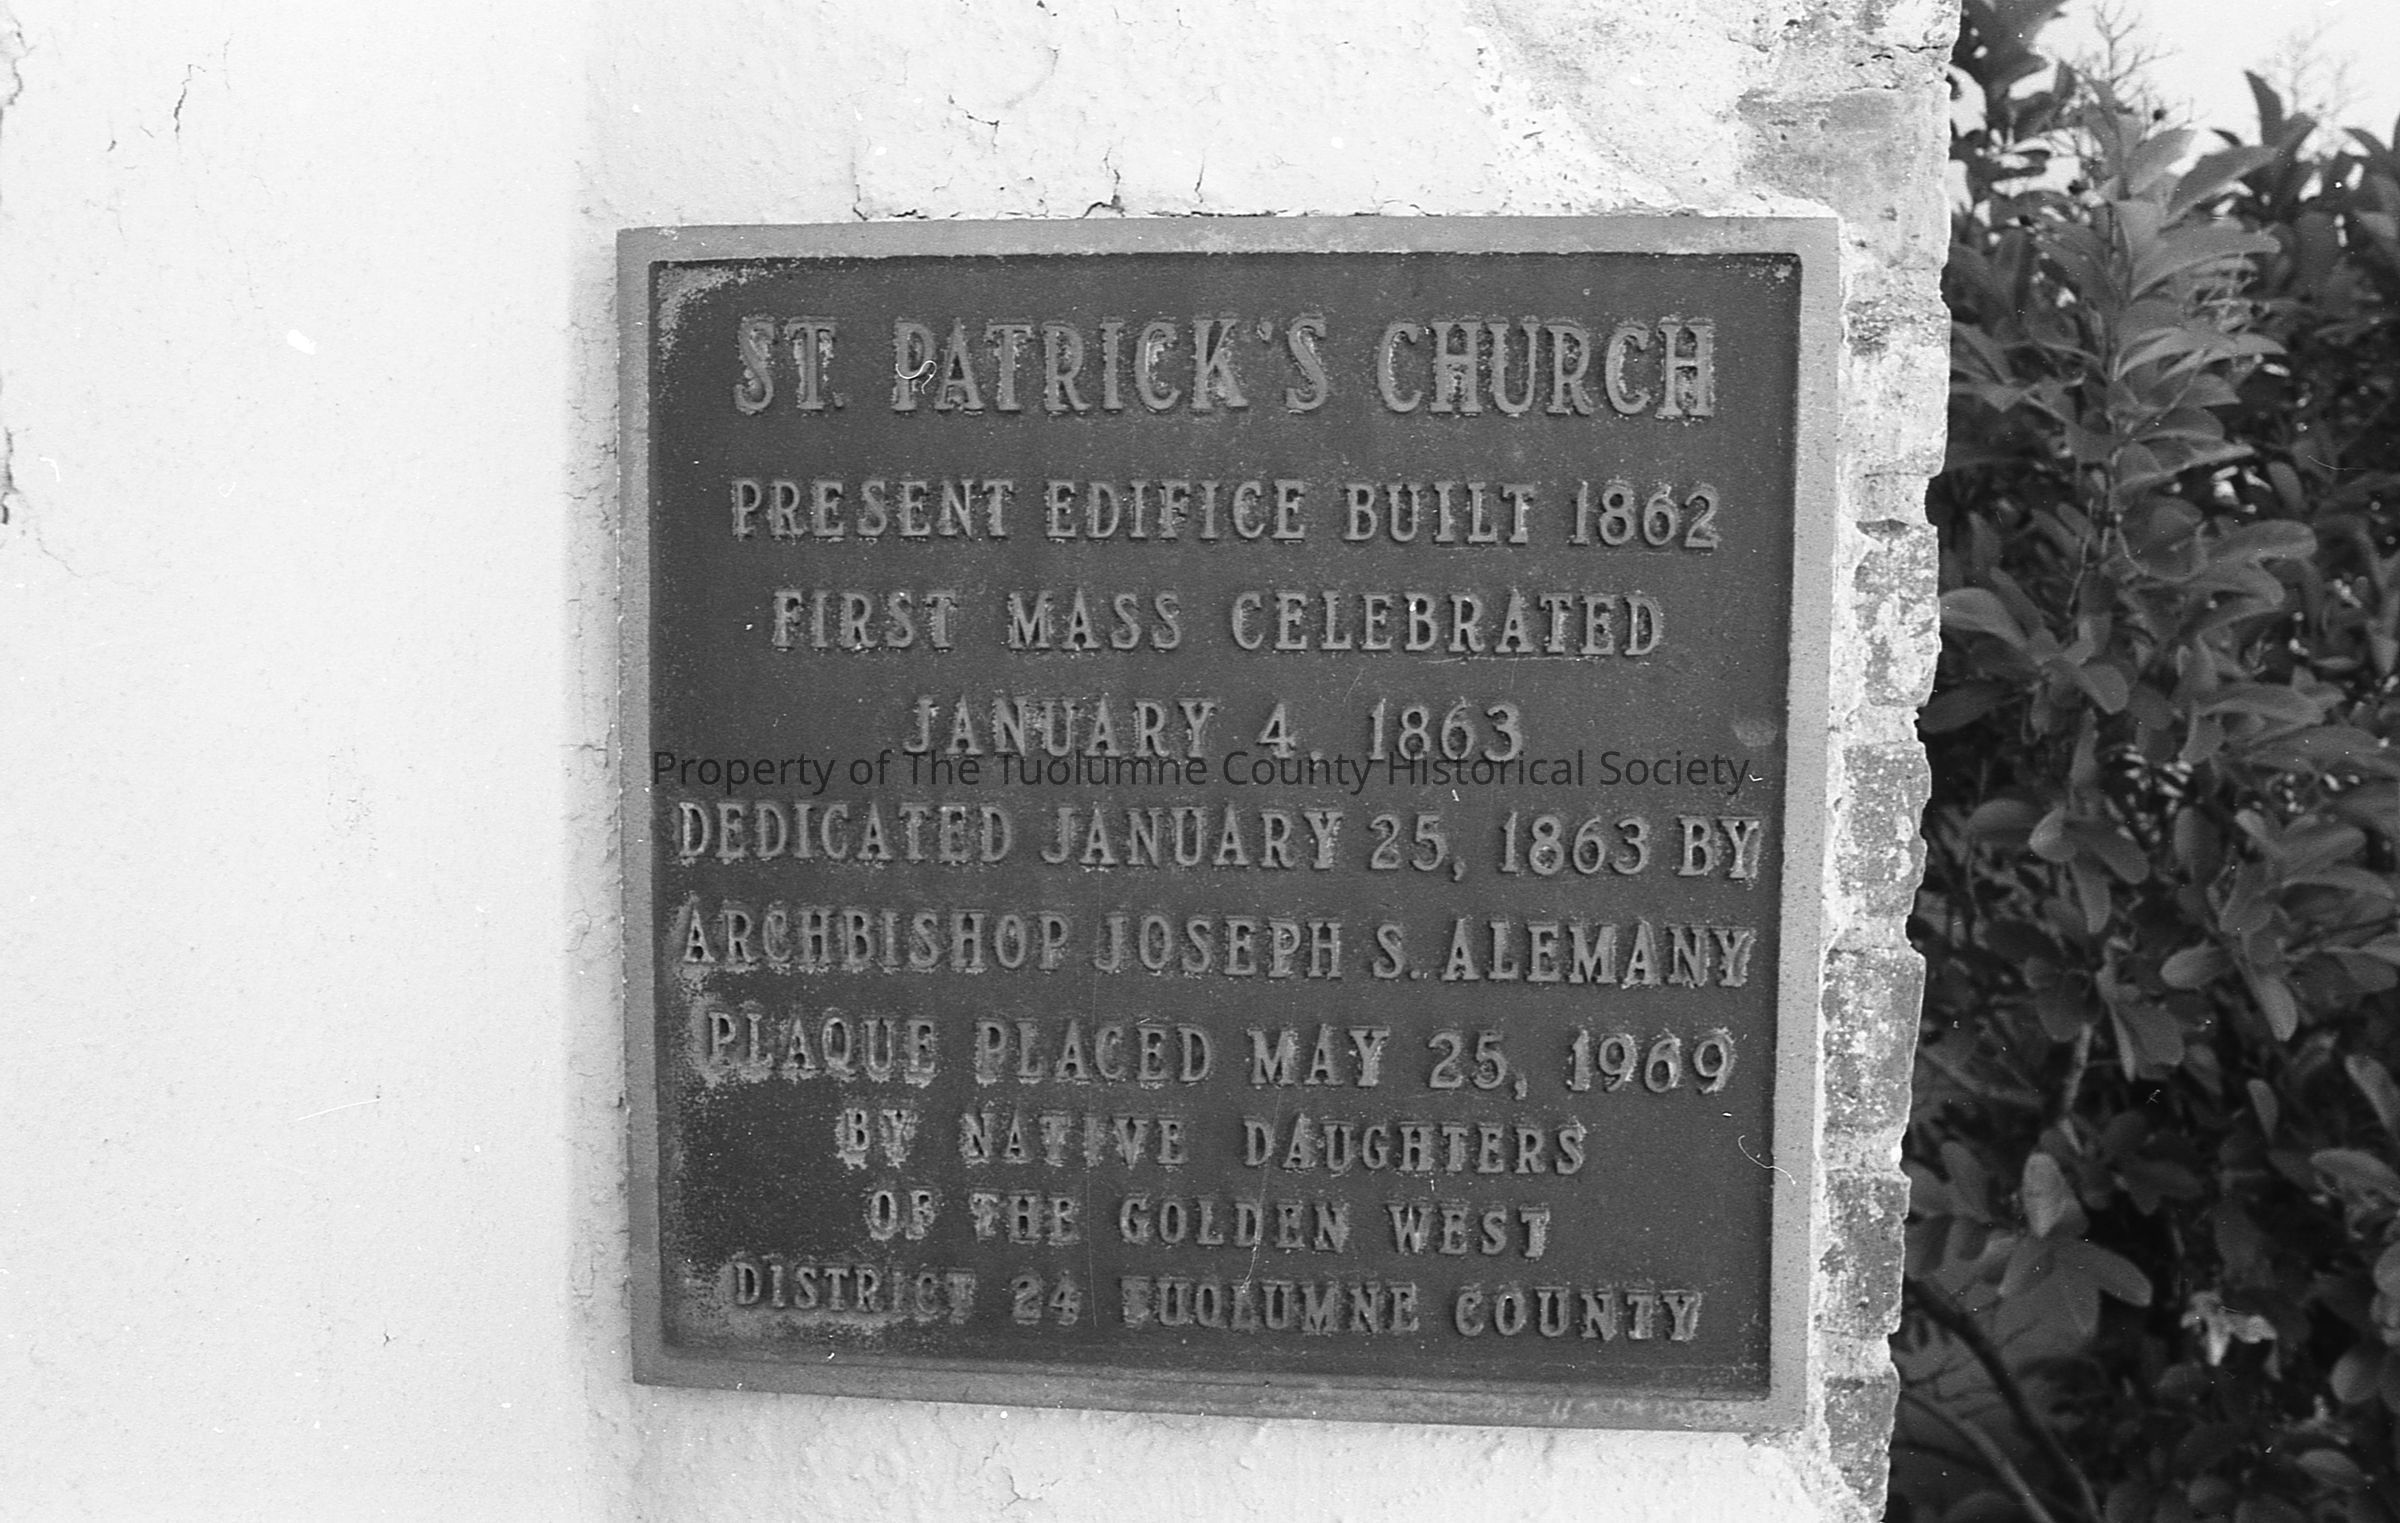 ST. PATRICK'S CHURCH
PRESENT EDIFICE BUILT 1862
FIRST MASS CELEBRATED
JANUARY 4, 1863
Property of The Tuolumne County Historical Society
DEDICATED JANUARY 25, 1863 BY
ARCHBISHOP JOSEPH S. ALEMANY
PLAQUE PLACED MAY 25, 1969
BY NATIVE DAUGHTERS
OF THE GOLDEN WEST
DISTRICT 24 TUOLUMNE COUNTY